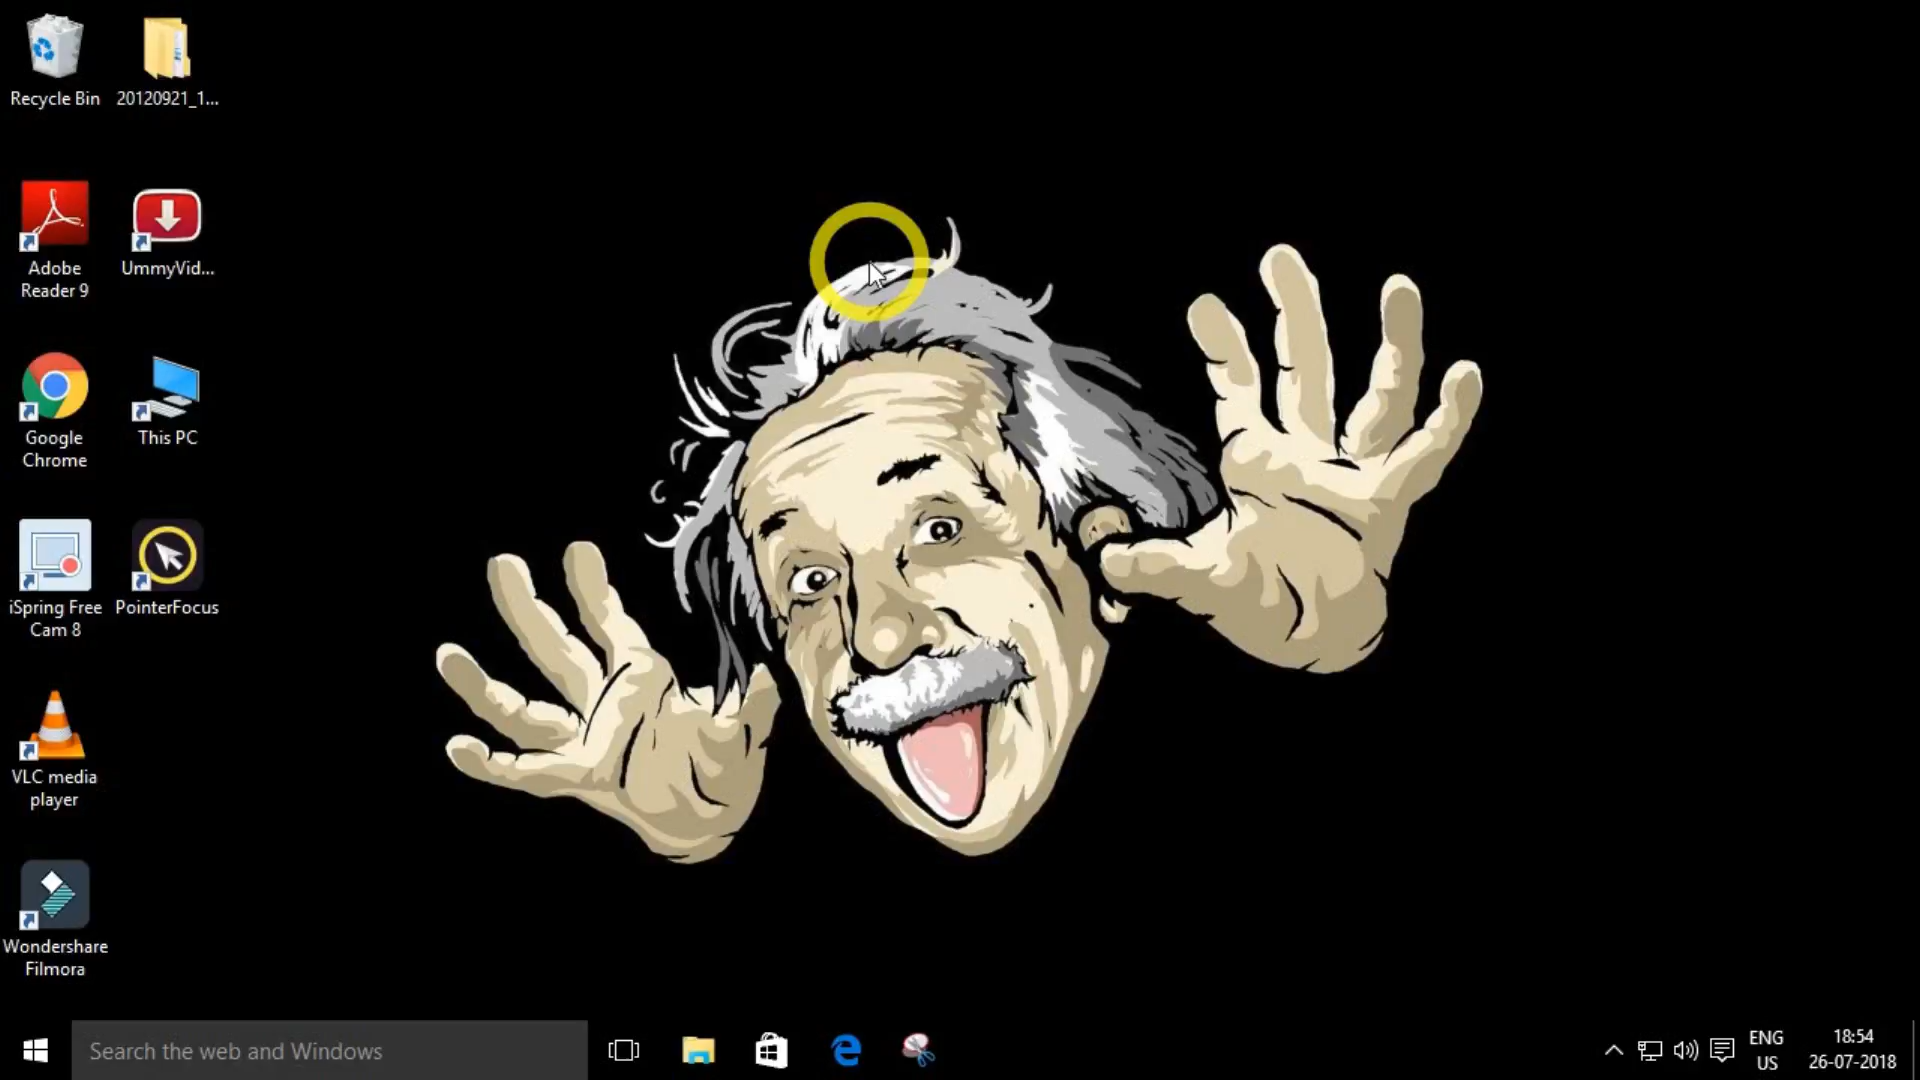 Recycle Bin
20120921_1...
Adobe
Reader 9
UmmyVid...
Google
Chrome
This PC
iSpring Free
Cam 8
PointerFocus
VLC media
player
Wondershare
Filmora
Search the web and Windows
ENG
US
18:54
26-07-2018